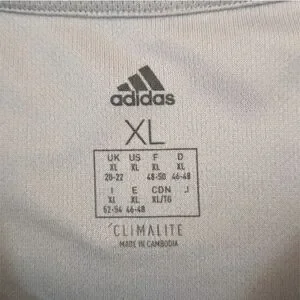 adidas
XL
UK US F D
XL XL XL XL
20-22 48-50 46-48
I E CDN J
XL XL XL/TG
52-54 46-48
CLIMALITE
MADE IN CAMBODIA